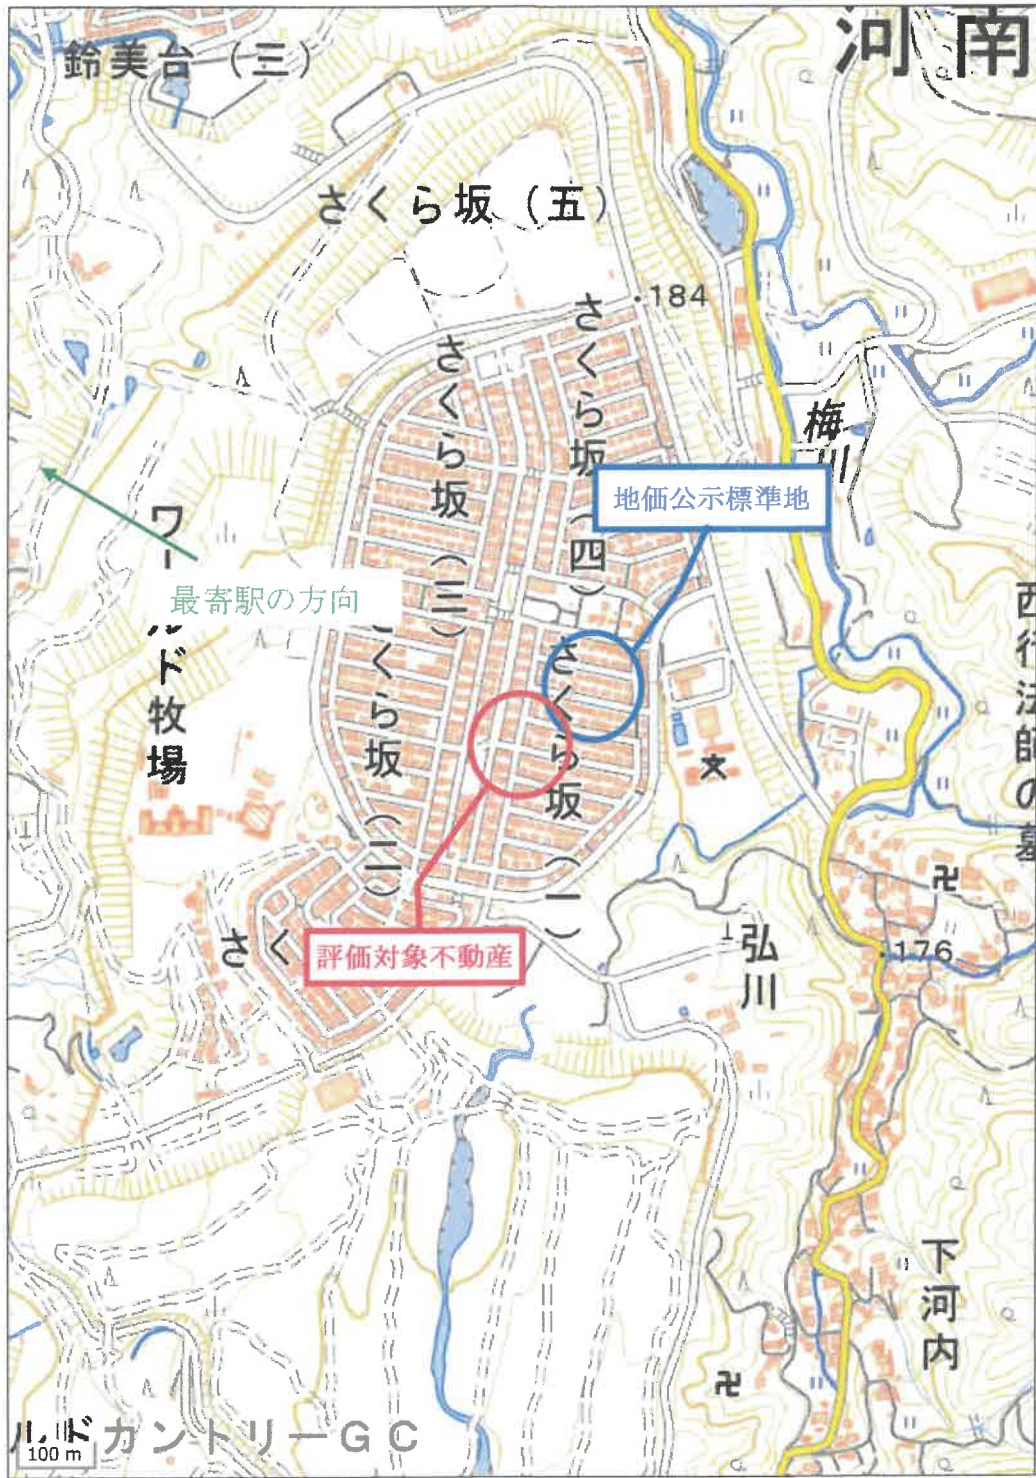 河南
鈴美台(三)
さくら坂(五)
184
さくら坂(四)
さくら坂(三)
梅川
地価公示標準地
最寄駅の方向
ワールド牧場
西行法師の墓
さくら坂(一)
くら坂(二)
文
さく
評価対象不動産
弘川
176
下河内
ルドカントリーGC
100 m